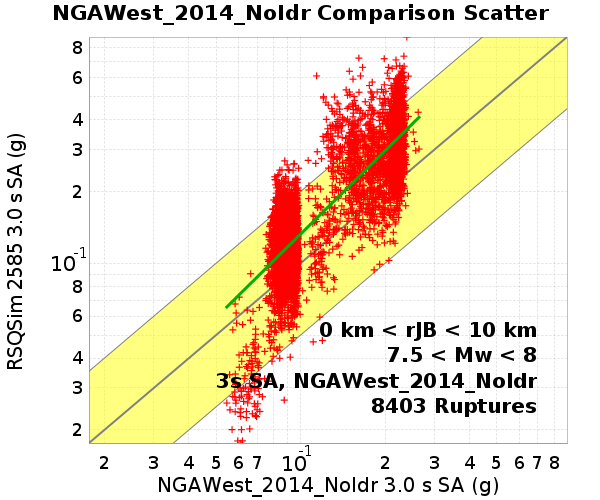 NGAWest_2014_NoIdr Comparison Scatter
RSQSim 2585 3.0 s SA (g)
8
6
4
3
2
10-1
8
6
4
3
2
0 km < rJB < 10 km
7.5 < Mw < 8
3s SA, NGAWest_2014_NoIdr
8403 Ruptures
2 3 4 5 6 7 10-1 2 3 4 5 6 7 8
NGAWest_2014_NoIdr 3.0 s SA (g)